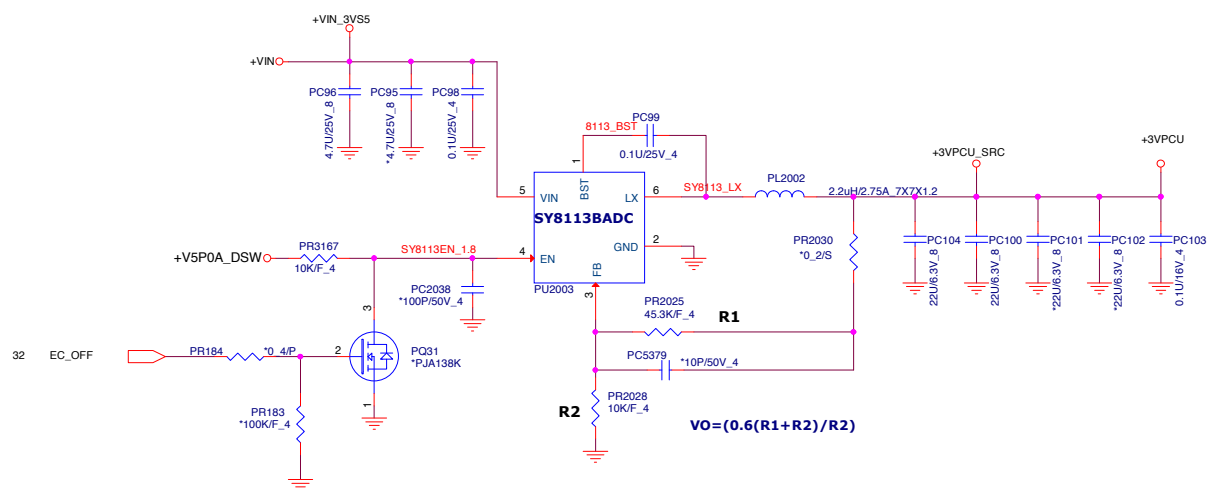 +VIN_3VS5
+VIN
PC96
4.7U/25V_8
PC95
*4.7U/25V_8
PC98
0.1U/25V_4
8113_BST
PC99
0.1U/25V_4
1
BST
5
VIN
LX
6
SY8113_LX
SY8113BADC
PL2002
2.2uH/2.75A_7X7X1.2
+3VPCU_SRC
+3VPCU
GND
2
4
EN
FB
3
PU2003
SY8113EN_1.8
+V5P0A_DSW
PR3167
10K/F_4
PC2038
*100P/50V_4
PR2030
*0_2/S
PC104
22U/6.3V_8
PC100
22U/6.3V_8
PC101
*22U/6.3V_8
PC102
*22U/6.3V_8
PC103
0.1U/16V_4
PR2025
45.3K/F_4
R1
PC5379
*10P/50V_4
R2
PR2028
10K/F_4
VO=(0.6(R1+R2)/R2)
32
EC_OFF
PR184
*0_4/P
2
3
PQ31
*PJA138K
1
PR183
*100K/F_4